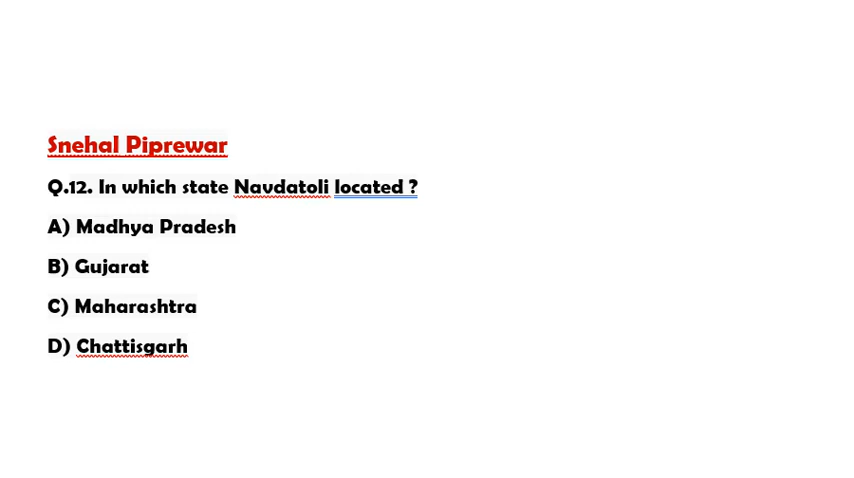 Snehal Piprewar
Q.12. In which state Navdatoli located ?
A) Madhya Pradesh
B) Gujarat
C) Maharashtra
D) Chattisgarh